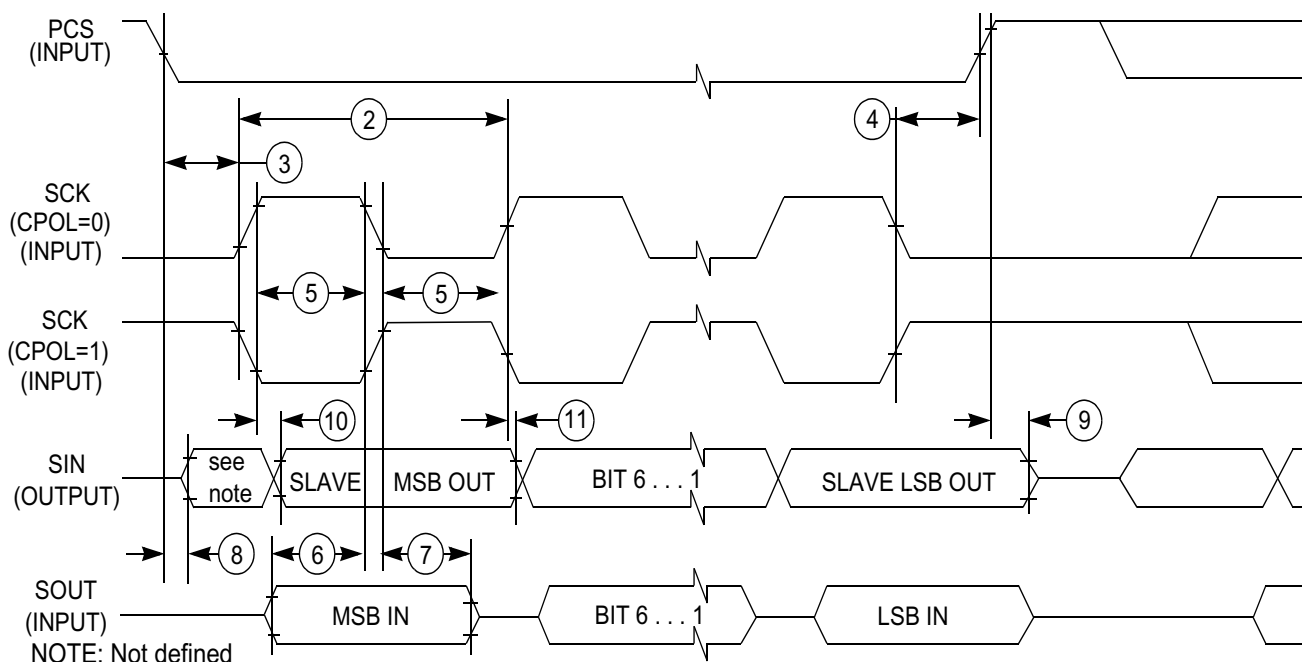 PCS
(INPUT)
2
4
3
SCK
(CPOL=0)
(INPUT)
5
5
SCK
(CPOL=1)
(INPUT)
10
11
9
SIN
(OUTPUT)
see
note
SLAVE
MSB OUT
BIT 6 . . . 1
SLAVE LSB OUT
8
6
7
SOUT
(INPUT)
MSB IN
BIT 6 . . . 1
LSB IN
NOTE: Not defined